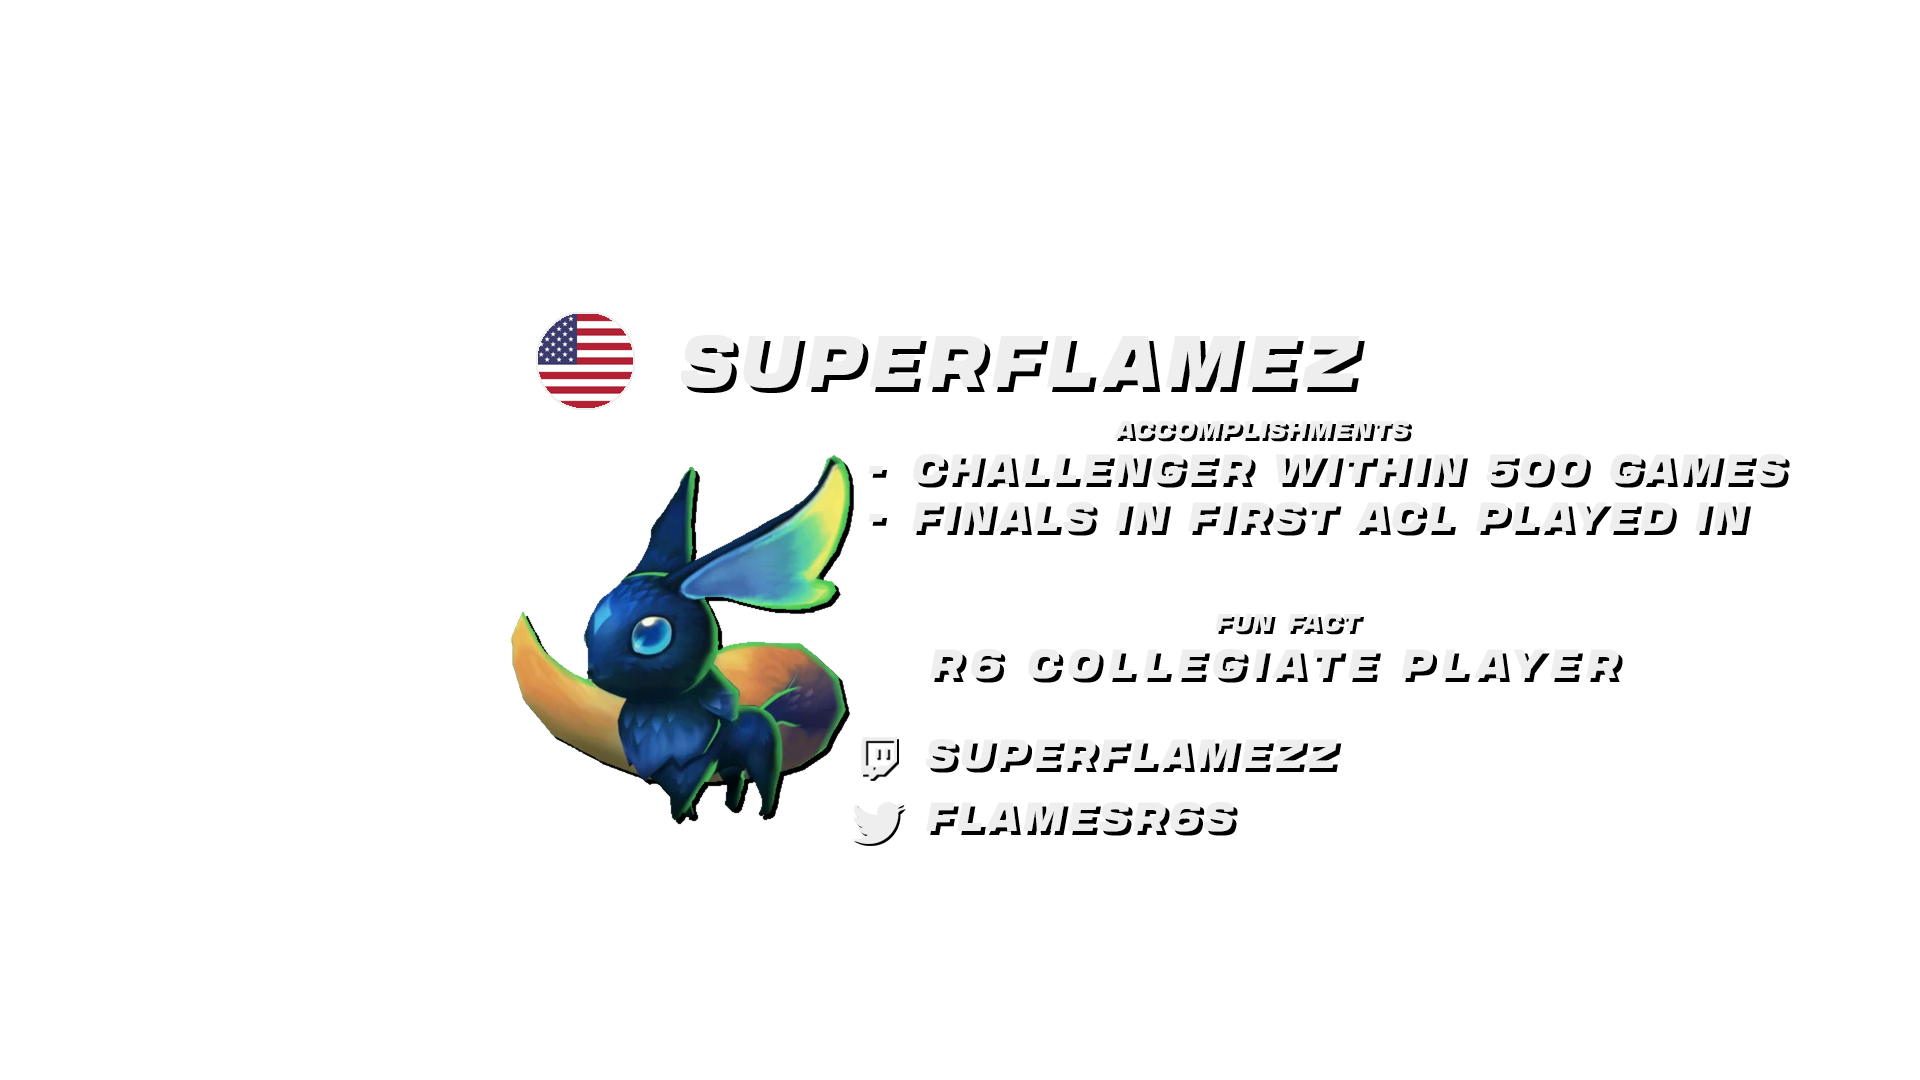 SUPERFLAMEZ
ACCOMPLISHMENTS
- CHALLENGER WITHIN 500 GAMES
- FINALS IN FIRST ACL PLAYED IN
FUN FACT
R6 COLLEGIATE PLAYER
SUPERFLAMEZZ
FLAMESR6S